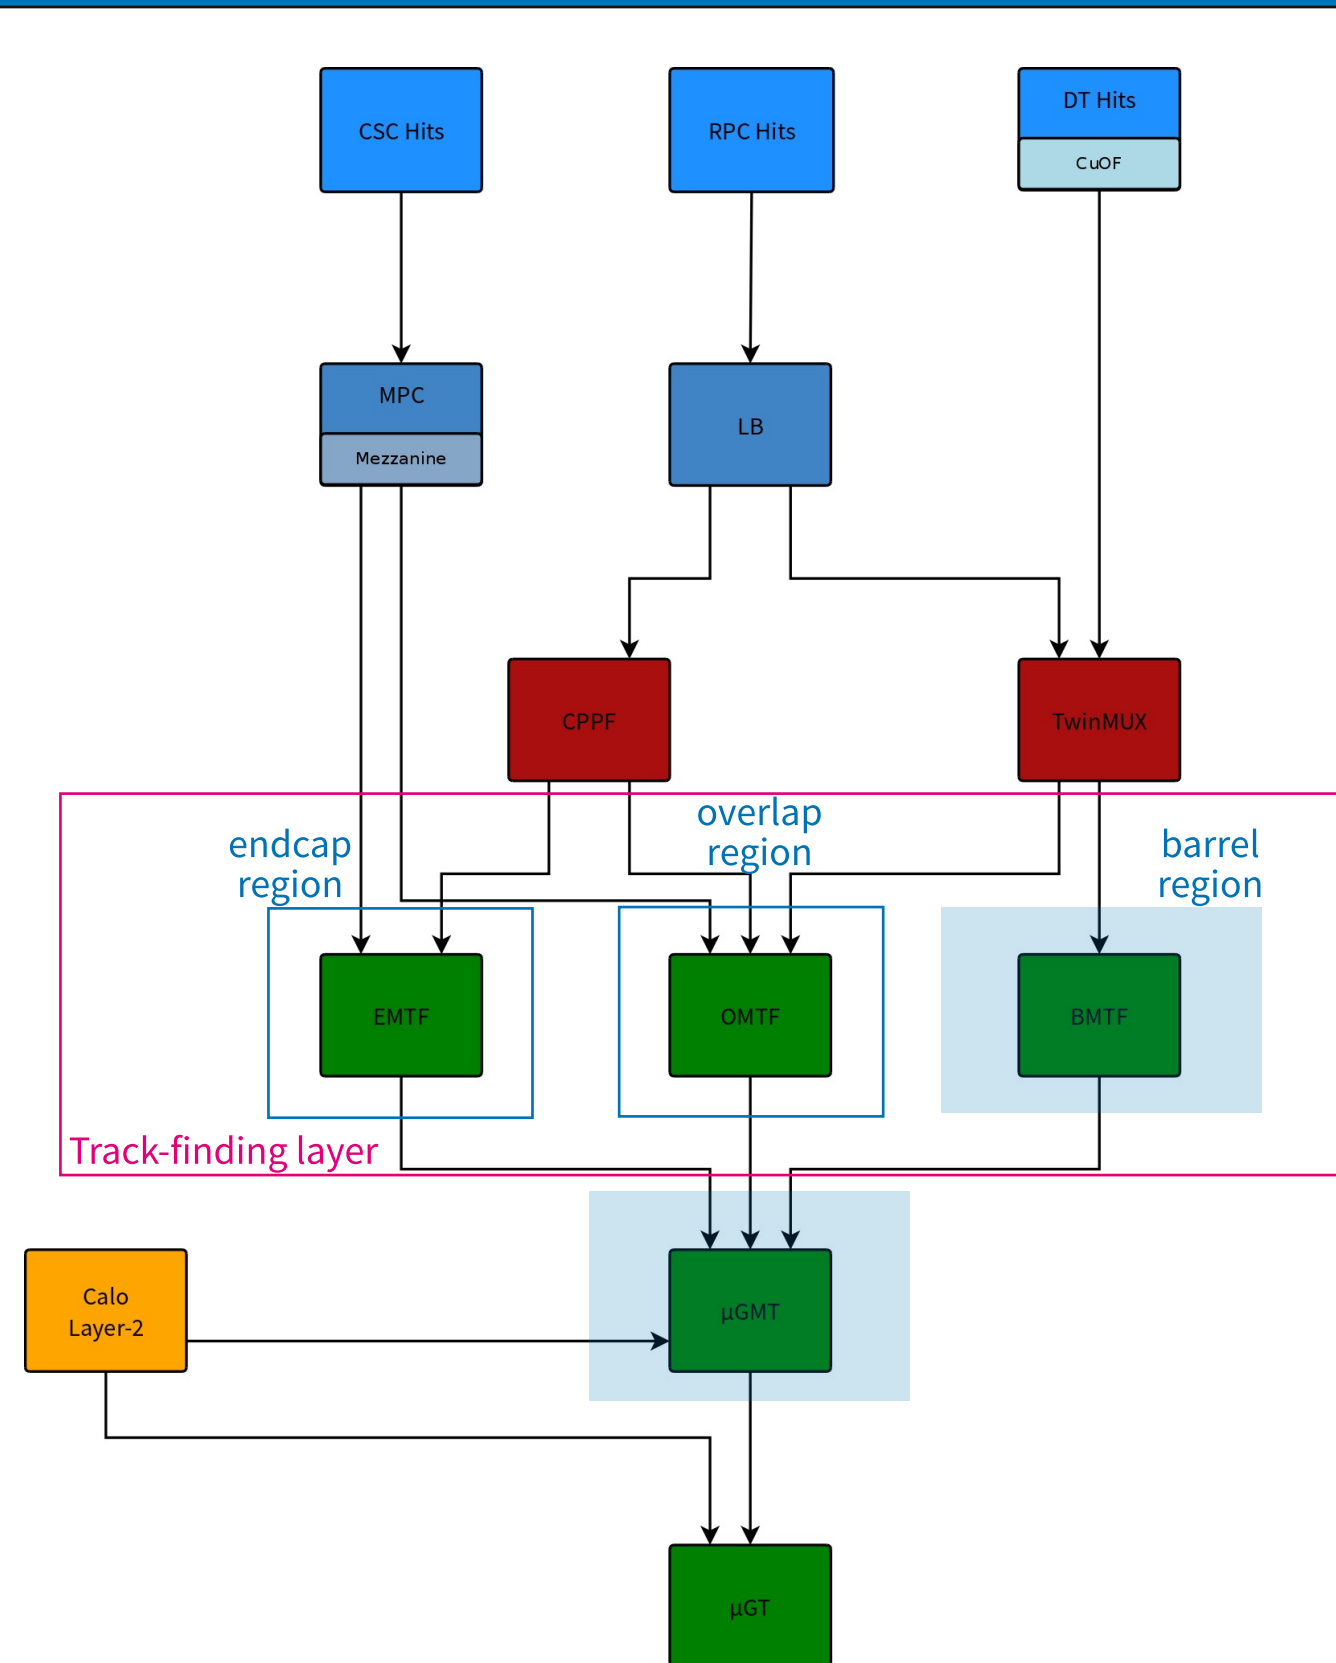 CSC Hits
RPC Hits
DT Hits
CuOF
MPC
Mezzanine
LB
CPPF
TwinMUX
endcap
region
overlap
region
barrel
region
EMTF
OMTF
BMTF
Track-finding layer
Calo
Layer-2
µGMT
µGT